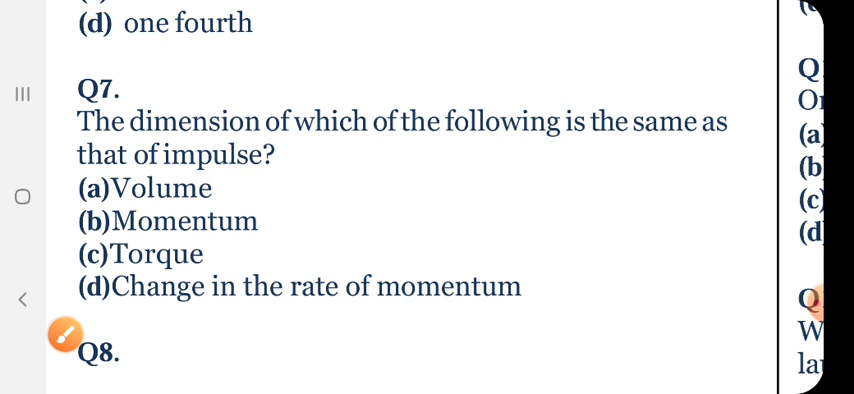 (d) one fourth
Q7.
The dimension of which of the following is the same as
that of impulse?
(a)Volume
(b)Momentum
(c)Torque
(d)Change in the rate of momentum
Q8.
Q
(a)
(b
(c)
(d
Q
W